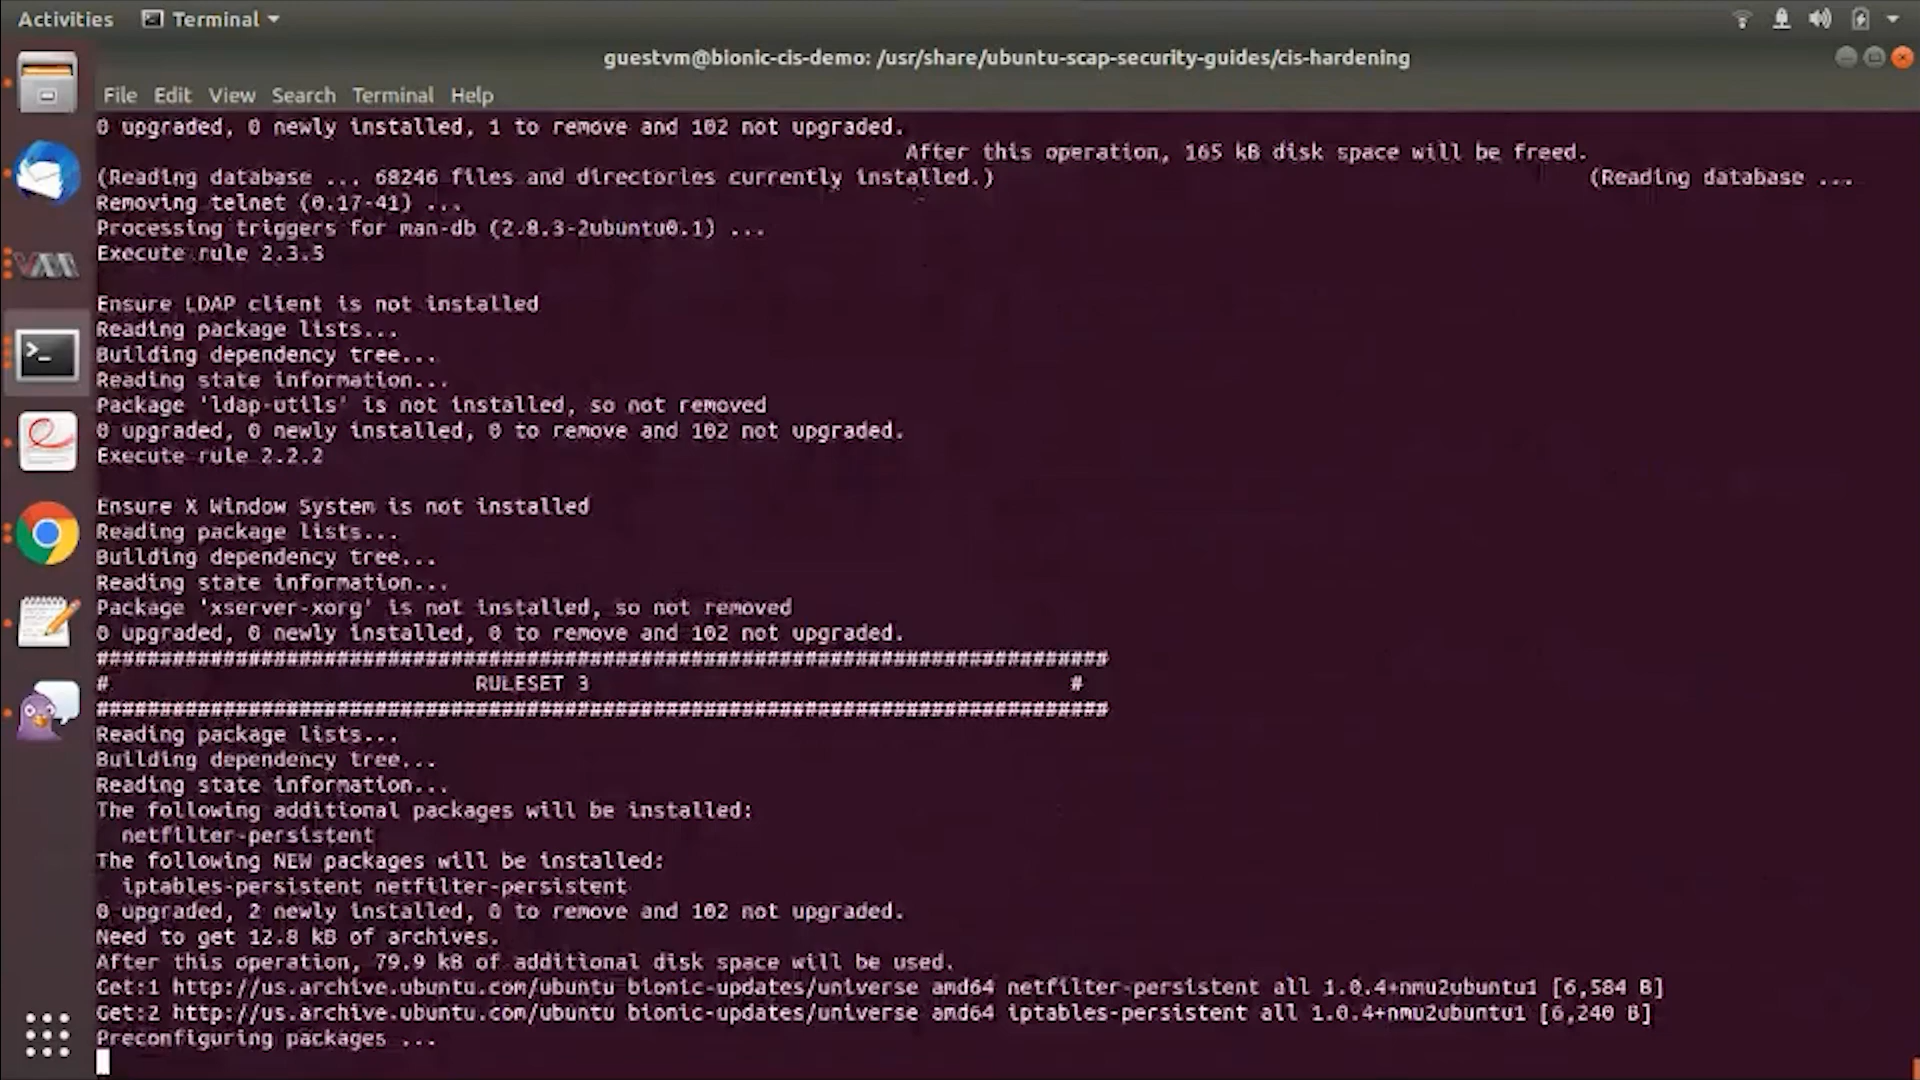 Activities Terminal
guestvm@bionic-cis-demo: /usr/share/ubuntu-scap-security-guides/cis-hardening
File Edit View Search Terminal Help
0 upgraded, 0 newly installed, 1 to remove and 102 not upgraded.
After this operation, 165 kB disk space will be freed.
(Reading database ... 68246 files and directories currently installed.) (Reading database ...
Removing telnet (0.17-41) ...
Processing triggers for man-db (2.8.3-2ubuntu0.1) ...
Execute rule 2.3.5
Ensure LDAP client is not installed
Reading package lists...
Building dependency tree...
Reading state information...
Package 'ldap-utils' is not installed, so not removed
0 upgraded, 0 newly installed, 0 to remove and 102 not upgraded.
Execute rule 2.2.2
Ensure X Window System is not installed
Reading package lists...
Building dependency tree...
Reading state information...
Package 'xserver-xorg' is not installed, so not removed
0 upgraded, 0 newly installed, 0 to remove and 102 not upgraded.
################################################################################
# RULESET 3 #
################################################################################
Reading package lists...
Building dependency tree...
Reading state information...
The following additional packages will be installed:
netfilter-persistent
The following NEW packages will be installed:
iptables-persistent netfilter-persistent
0 upgraded, 2 newly installed, 0 to remove and 102 not upgraded.
Need to get 12.8 kB of archives.
After this operation, 79.9 kB of additional disk space will be used.
Get:1 http://us.archive.ubuntu.com/ubuntu bionic-updates/universe amd64 netfilter-persistent all 1.0.4+nmu2ubuntu1 [6,584 B]
Get:2 http://us.archive.ubuntu.com/ubuntu bionic-updates/universe amd64 iptables-persistent all 1.0.4+nmu2ubuntu1 [6,240 B]
Preconfiguring packages ...